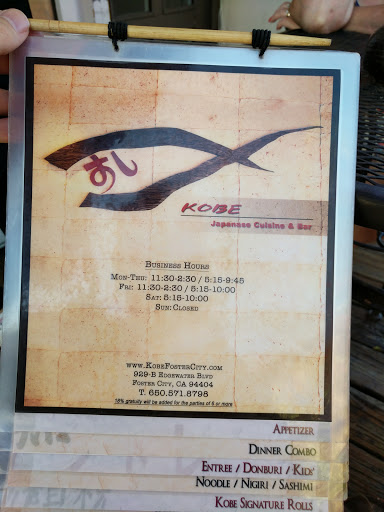 すし
KOBE
Japanese Cuisine & Bar
BUSINESS HOURS
MON-THU: 11:30-2:30 / 5:15-9:45
FRI: 11:30-2:30 / 5:15-10:00
SAT: 5:15-10:00
SUN: CLOSED
WWW.KOBEFOSTERCITY.COM
929-B EDGEWATER BLVD
FOSTER CITY, CA 94404
T. 650.571.8798
18% gratuity will be added for the parties of 6 or more
APPETIZER
DINNER COMBO
ENTREE / DONBURI / KIDS'
NOODLE / NIGIRI / SASHIMI
KOBE SIGNATURE ROLLS